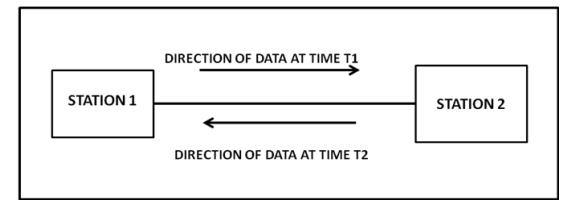 DIRECTION OF DATA AT TIME T1
STATION 1
STATION 2
DIRECTION OF DATA AT TIME T2